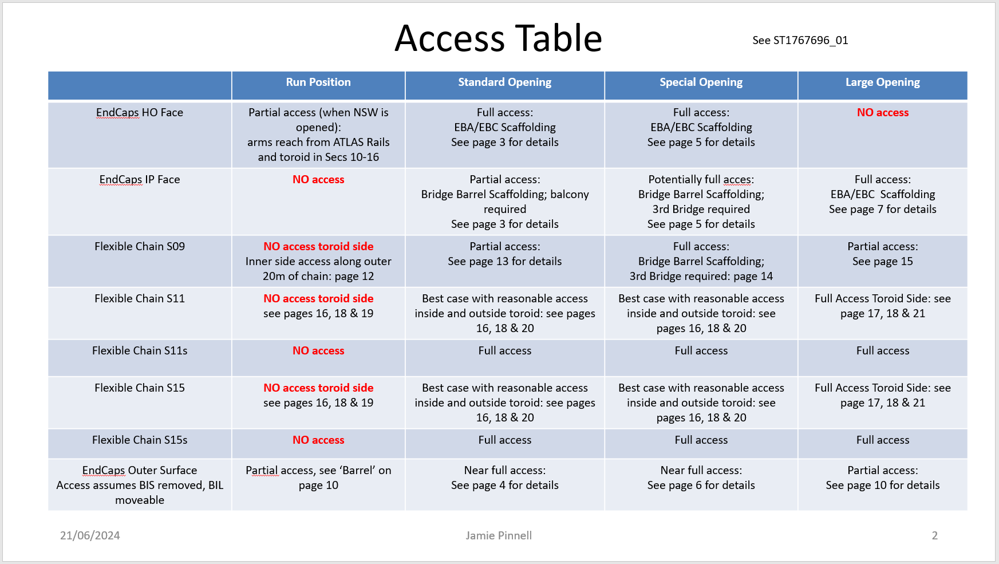 Access Table
See ST1767696_01
Run Position
Standard Opening
Special Opening
Large Opening
EndCaps HO Face
Partial access (when NSW is
opened):
arms reach from ATLAS Rails
and toroid in Secs 10-16
Full access:
EBA/EBC Scaffolding
See page 3 for details
Full access:
EBA/EBC Scaffolding
See page 5 for details
NO access
EndCaps IP Face
NO access
Partial access:
Bridge Barrel Scaffolding; balcony
required
See page 3 for details
Potentially full acces:
Bridge Barrel Scaffolding;
3rd Bridge required
See page 5 for details
Full access:
EBA/EBC  Scaffolding
See page 7 for details
Flexible Chain S09
NO access toroid side
Inner side access along outer
20m of chain: page 12
Partial access:
See page 13 for details
Full access:
Bridge Barrel Scaffolding;
3rd Bridge required: page 14
Partial access:
See page 15
Flexible Chain S11
NO access toroid side
see pages 16, 18 & 19
Best case with reasonable access
inside and outside toroid: see pages
16, 18 & 20
Best case with reasonable access
inside and outside toroid: see
pages 16, 18 & 20
Full Access Toroid Side: see
page 17, 18 & 21
Flexible Chain S11s
NO access
Full access
Full access
Full access
Flexible Chain S15
NO access toroid side
see pages 16, 18 & 19
Best case with reasonable access
inside and outside toroid: see pages
16, 18 & 20
Best case with reasonable access
inside and outside toroid: see
pages 16, 18 & 20
Full Access Toroid Side: see
page 17, 18 & 21
Flexible Chain S15s
NO access
Full access
Full access
Full access
EndCaps Outer Surface
Access assumes BIS removed, BIL
moveable
Partial access, see ‘Barrel’ on
page 10
Near full access:
See page 4 for details
Near full access:
See page 6 for details
Partial access:
See page 10 for details
21/06/2024
Jamie Pinnell
2